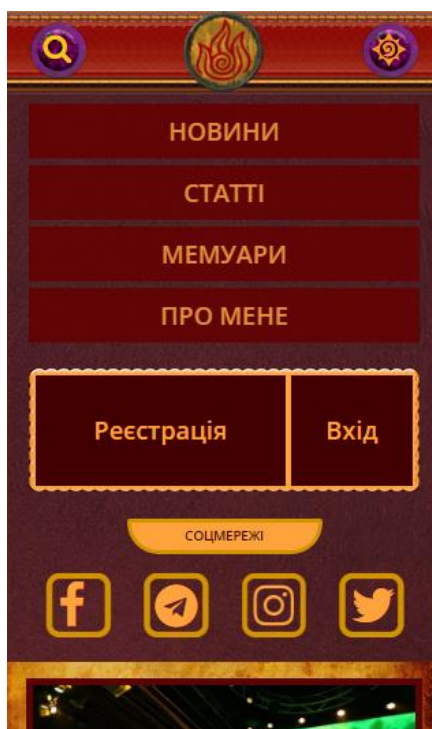 НОВИНИ
СТАТТІ
МЕМУАРИ
ПРО МЕНЕ
Реєстрація Вхід
СОЦМЕРЕЖІ